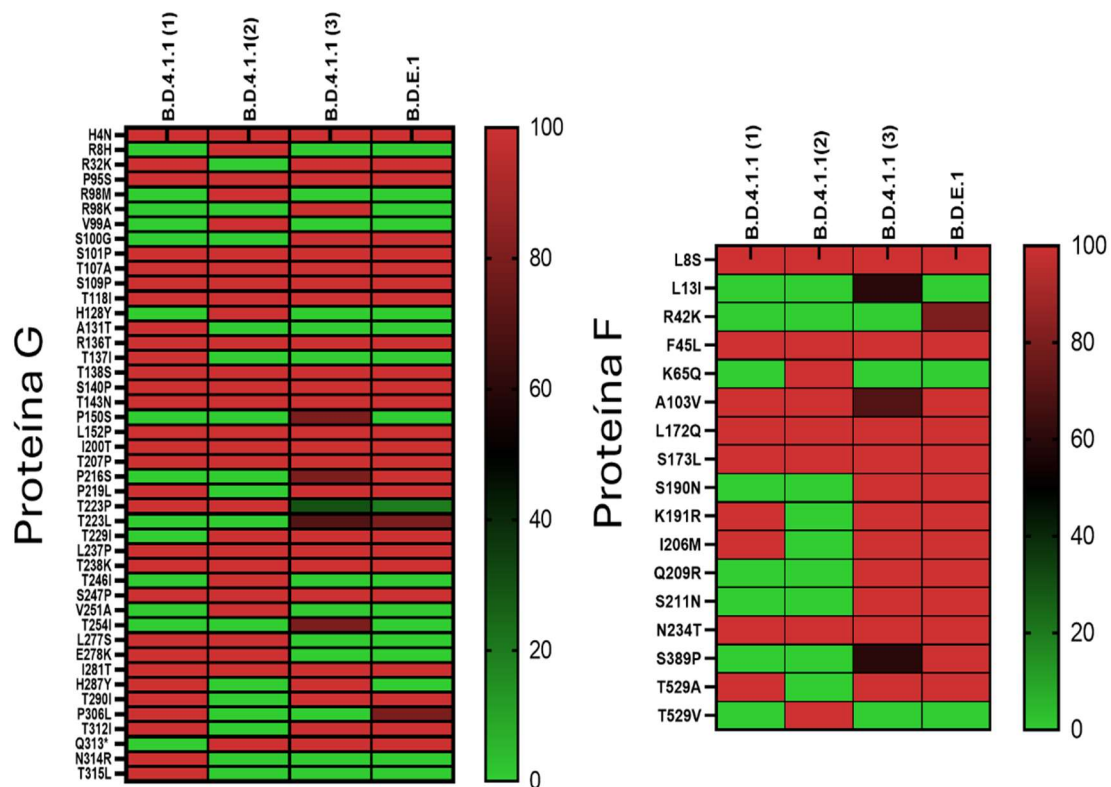 B.D.4.1.1 (1)
B.D.4.1.1(2)
B.D.4.1.1 (3)
B.D.E.1
Proteína G
H4N
R8H
R32K
P95S
R98M
R98K
V99A
S100G
S101P
T107A
S109P
T118I
H128Y
A131T
R136T
T137I
T138S
S140P
T143N
P150S
L152P
I200T
T207P
P216S
P219L
T223P
T223L
T229I
L237P
T238K
T246I
S247P
V251A
T254I
L277S
E278K
I281T
H287Y
T290I
P306L
T312I
Q313*
N314R
T315L
100
80
60
40
20
0
B.D.4.1.1 (1)
B.D.4.1.1(2)
B.D.4.1.1 (3)
B.D.E.1
Proteína F
L8S
L13I
R42K
F45L
K65Q
A103V
L172Q
S173L
S190N
K191R
I206M
Q209R
S211N
N234T
S389P
T529A
T529V
100
80
60
40
20
0